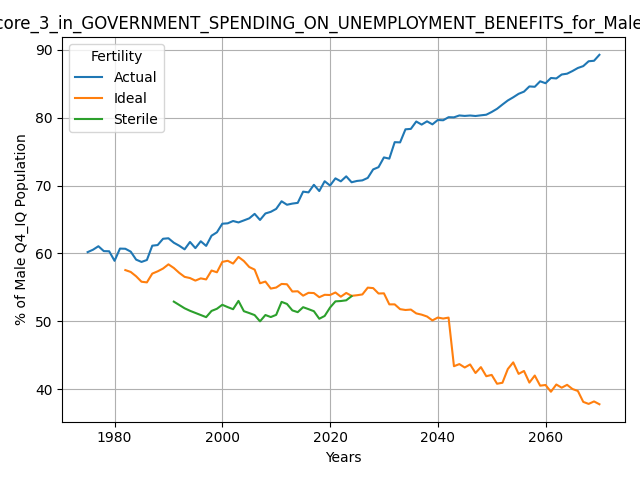 core_3_in_GOVERNMENT_SPENDING_ON_UNEMPLOYMENT_BENEFITS_for_Male
Fertility
Actual
Ideal
Sterile
% of Male Q4_IQ Population
90
80
70
60
50
40
1980
2000
2020
2040
2060
Years